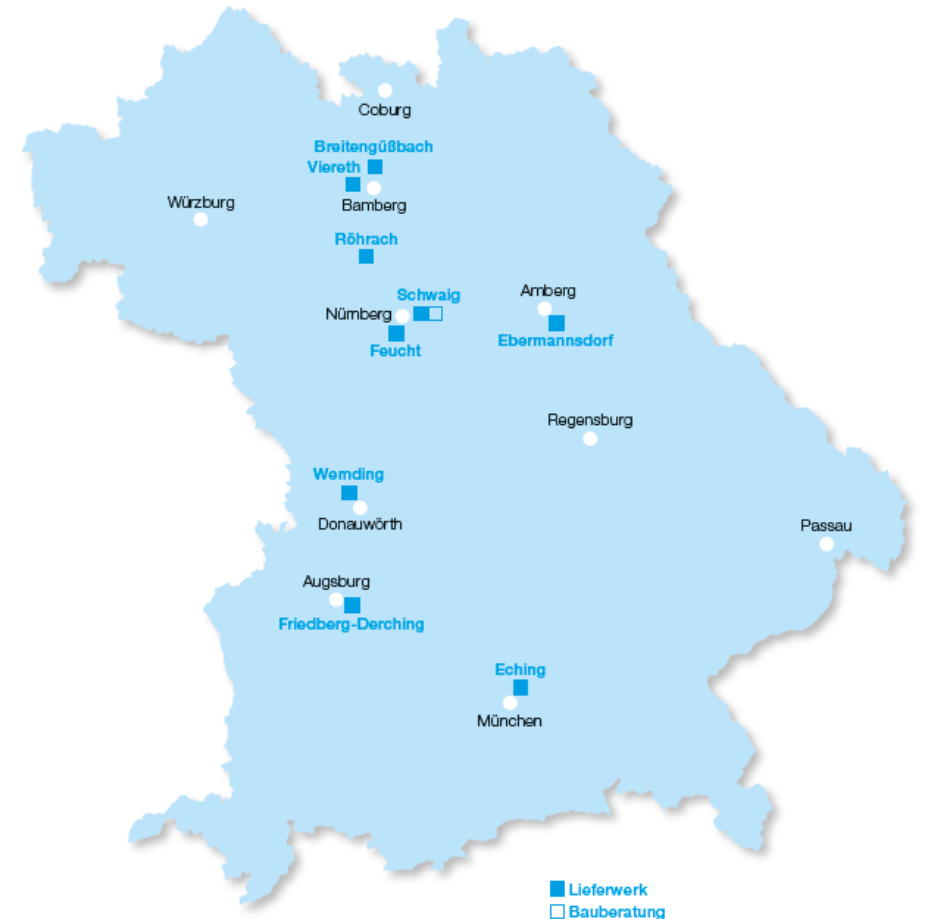 Coburg
Breitengüßbach
Viereth
Bamberg
Würzburg
Röhrach
Schwaig
Nürnberg
Feucht
Amberg
Ebermannsdorf
Regensburg
Wemding
Donauwörth
Passau
Augsburg
Friedberg-Derching
Eching
München
Lieferwerk
Bauberatung